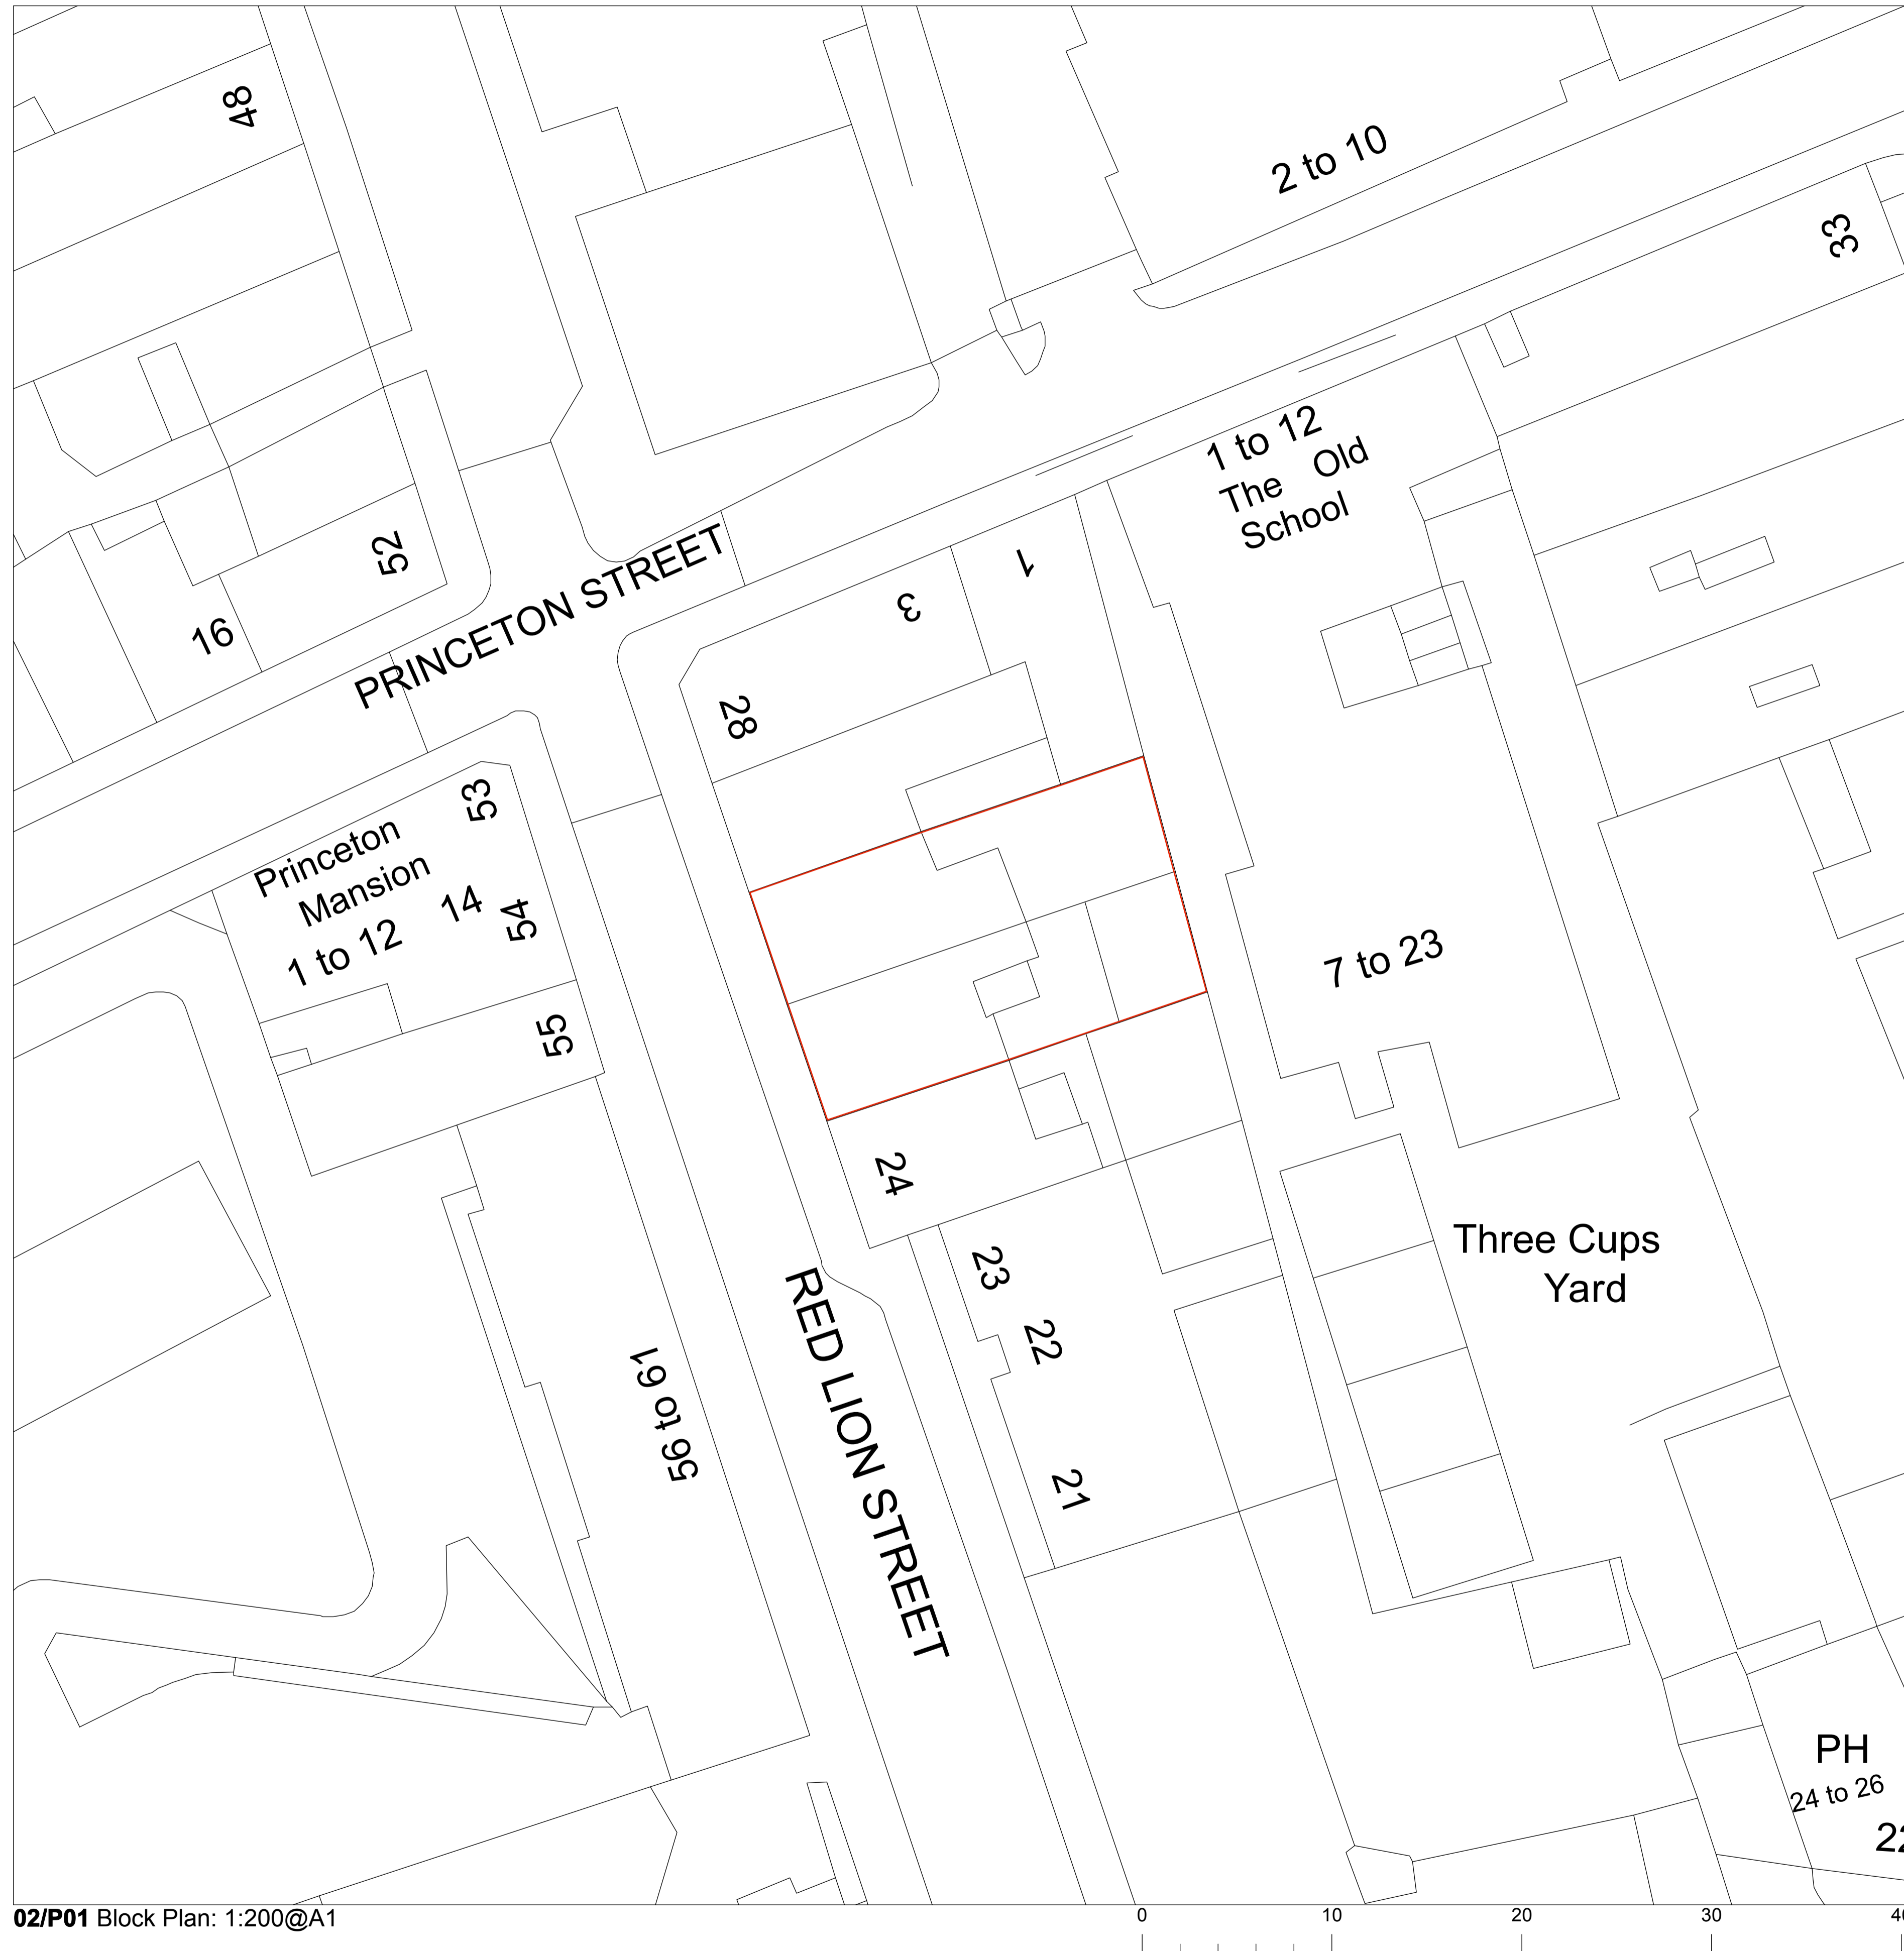 48
2 to 10
33
1 to 12
The Old
School
52
1
3
16
PRINCETON STREET
28
53
Princeton
Mansion
14
54
1 to 12
7 to 23
55
24
Three Cups
Yard
23
22
RED LION STREET
56 to 61
21
PH
24 to 26
22
02/P01 Block Plan: 1:200@A1
0 10 20 30